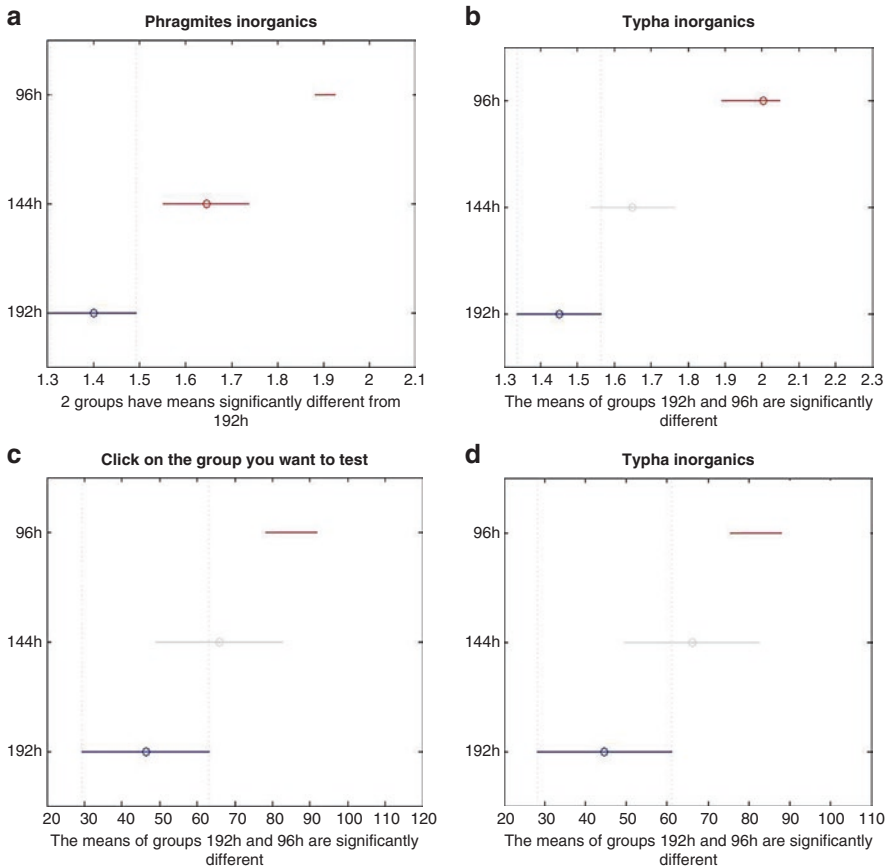 a
Phragmites inorganics
96h
144h
192h
1.3 1.4 1.5 1.6 1.7 1.8 1.9 2 2.1
2 groups have means significantly different from
192h
b
Typha inorganics
96h
144h
192h
1.3 1.4 1.5 1.6 1.7 1.8 1.9 2 2.1 2.2 2.3
The means of groups 192h and 96h are significantly
different
c
Click on the group you want to test
96h
144h
192h
20 30 40 50 60 70 80 90 100 110 120
The means of groups 192h and 96h are significantly
different
d
Typha inorganics
96h
144h
192h
20 30 40 50 60 70 80 90 100 110
The means of groups 192h and 96h are significantly
different